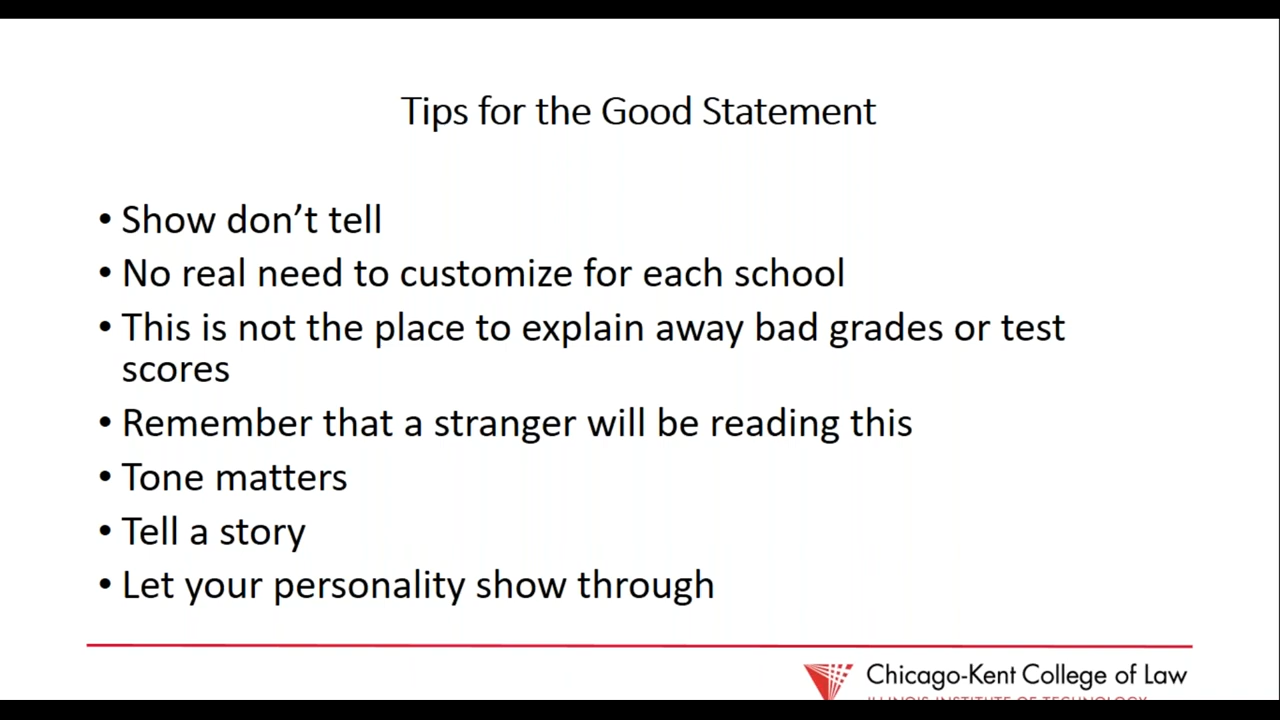 Tips for the Good Statement
• Show don’t tell
• No real need to customize for each school
• This is not the place to explain away bad grades or test
scores
• Remember that a stranger will be reading this
• Tone matters
• Tell a story
• Let your personality show through
Chicago-Kent College of Law
ILLINOIS INSTITUTE OF TECHNOLOGY